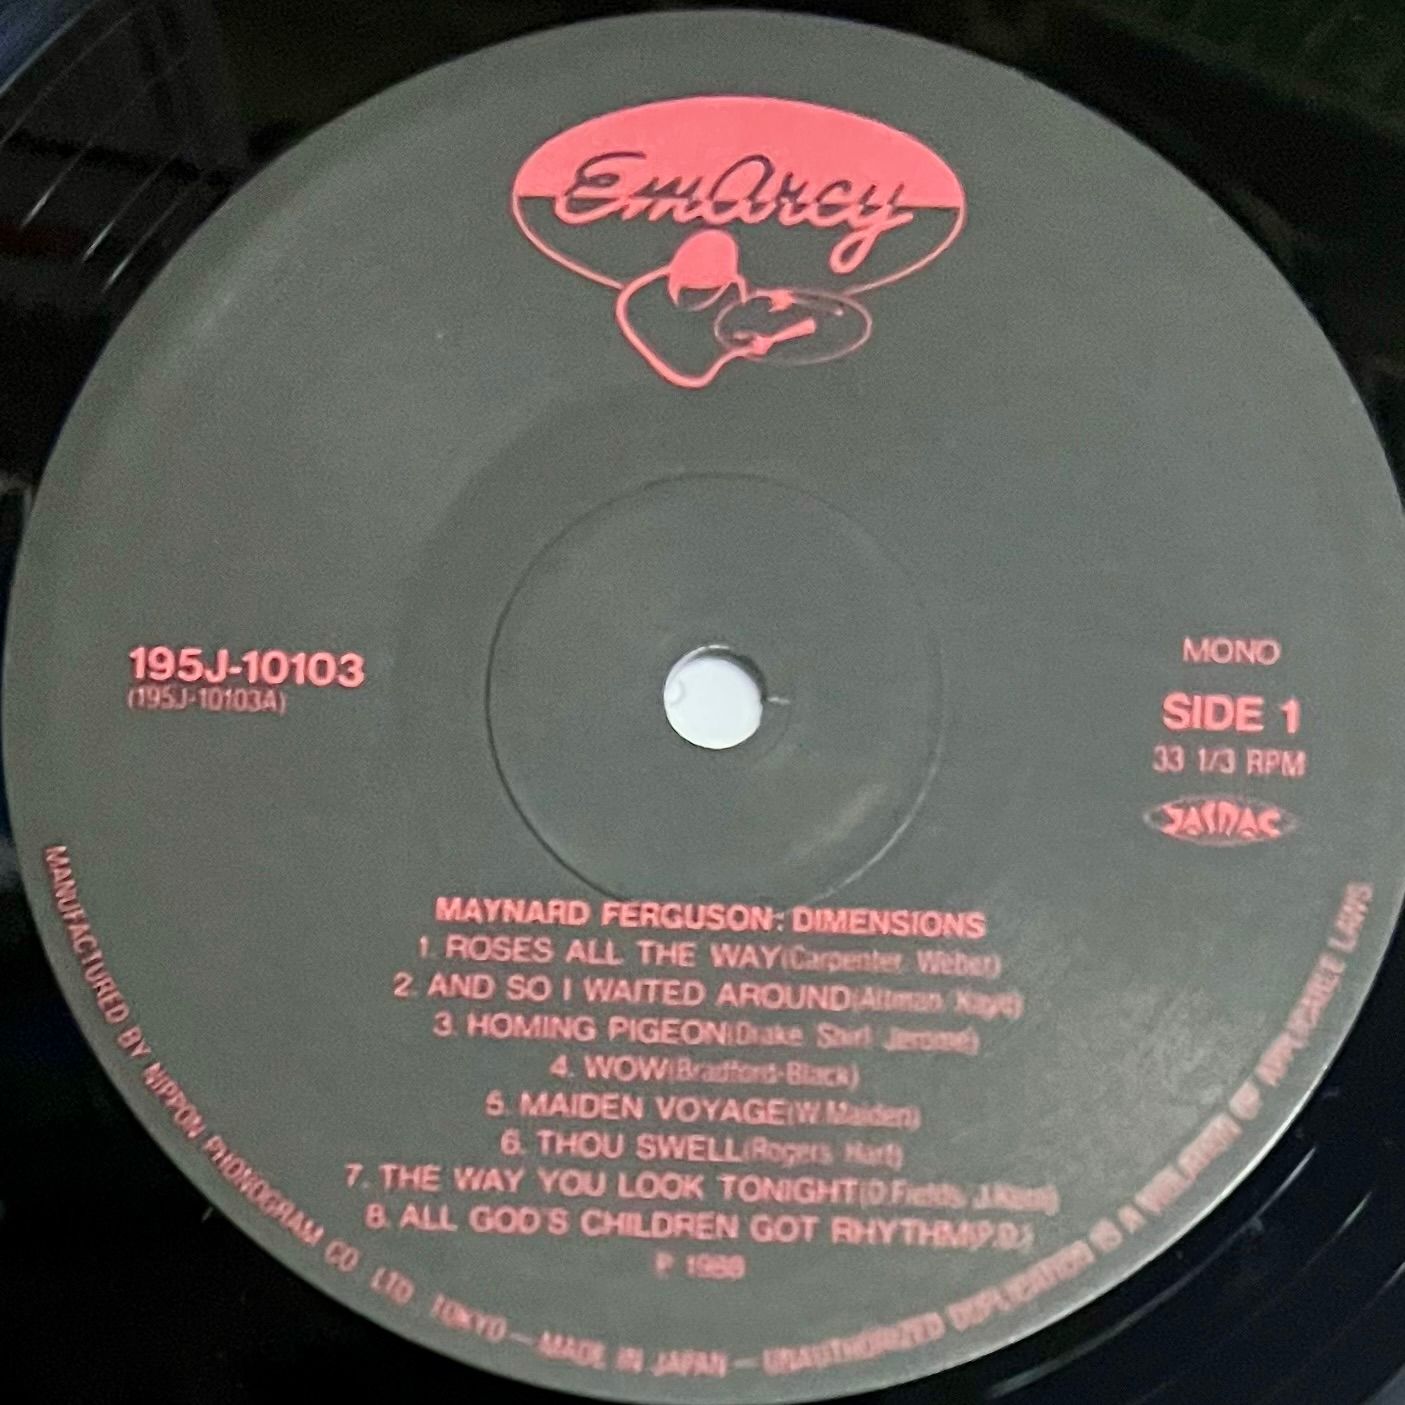 EmArcy
195J-10103
(195J-10103A)
MONO
SIDE 1
33 1/3 RPM
JASRAC
MAYNARD FERGUSON: DIMENSIONS
1. ROSES ALL THE WAY(Carpenter, Weber)
2. AND SO I WAITED AROUND(Altman, Kaye)
3. HOMING PIGEON(Drake, Shirl, Jerome)
4. WOW(Bradford-Black)
5. MAIDEN VOYAGE(W.Maiden)
6. THOU SWELL(Rogers, Hart)
7. THE WAY YOU LOOK TONIGHT(D.Fields, J.Kern)
8. ALL GOD'S CHILDREN GOT RHYTHM(P.D.)
P 1986
MANUFACTURED BY NIPPON PHONOGRAM CO. LTD. TOKYO—MADE IN JAPAN—UNAUTHORIZED DUPLICATION IS A VIOLATION OF APPLICABLE LAWS